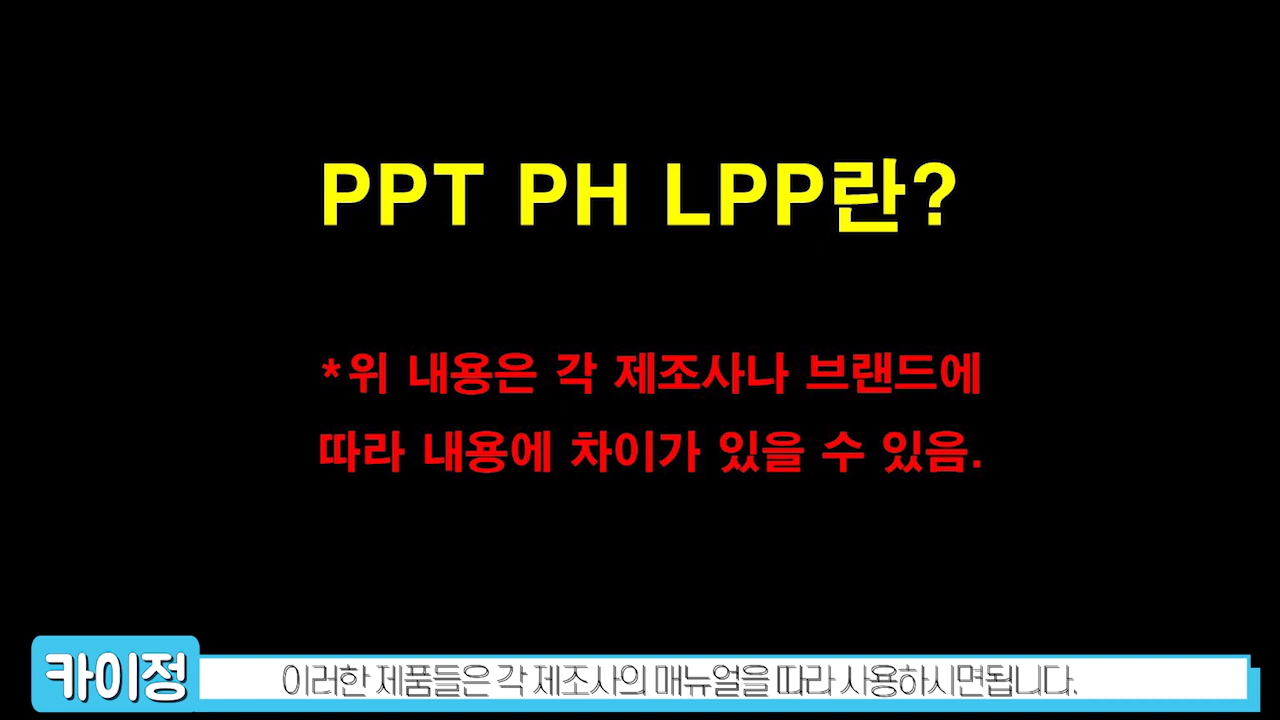 PPT PH LPP란?
*위 내용은 각 제조사나 브랜드에
따라 내용에 차이가 있을 수 있음.
카이정
이러한 제품들은 각 제조사의 매뉴얼을 따라 사용하시면됩니다.